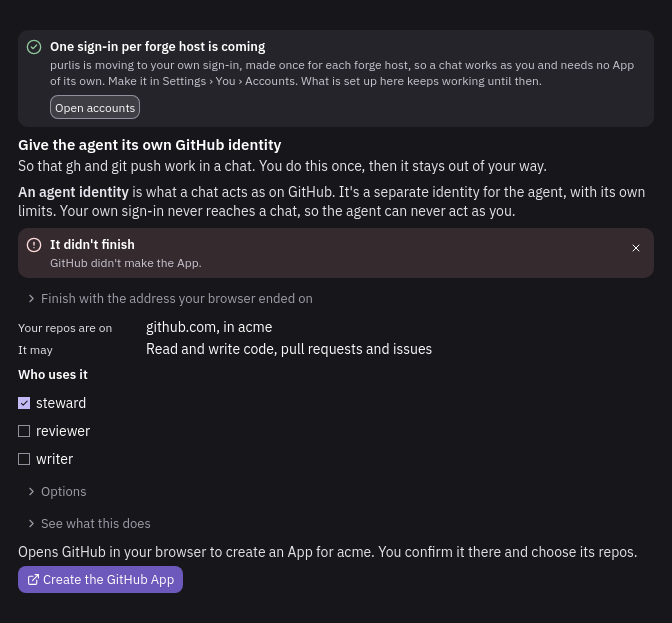 One sign-in per forge host is coming
purlis is moving to your own sign-in, made once for each forge host, so a chat works as you and needs no App
of its own. Make it in Settings › You › Accounts. What is set up here keeps working until then.
Open accounts
Give the agent its own GitHub identity
So that gh and git push work in a chat. You do this once, then it stays out of your way.
An agent identity is what a chat acts as on GitHub. It's a separate identity for the agent, with its own
limits. Your own sign-in never reaches a chat, so the agent can never act as you.
It didn't finish
GitHub didn't make the App.
Finish with the address your browser ended on
Your repos are on github.com, in acme
It may Read and write code, pull requests and issues
Who uses it
steward
reviewer
writer
Options
See what this does
Opens GitHub in your browser to create an App for acme. You confirm it there and choose its repos.
Create the GitHub App